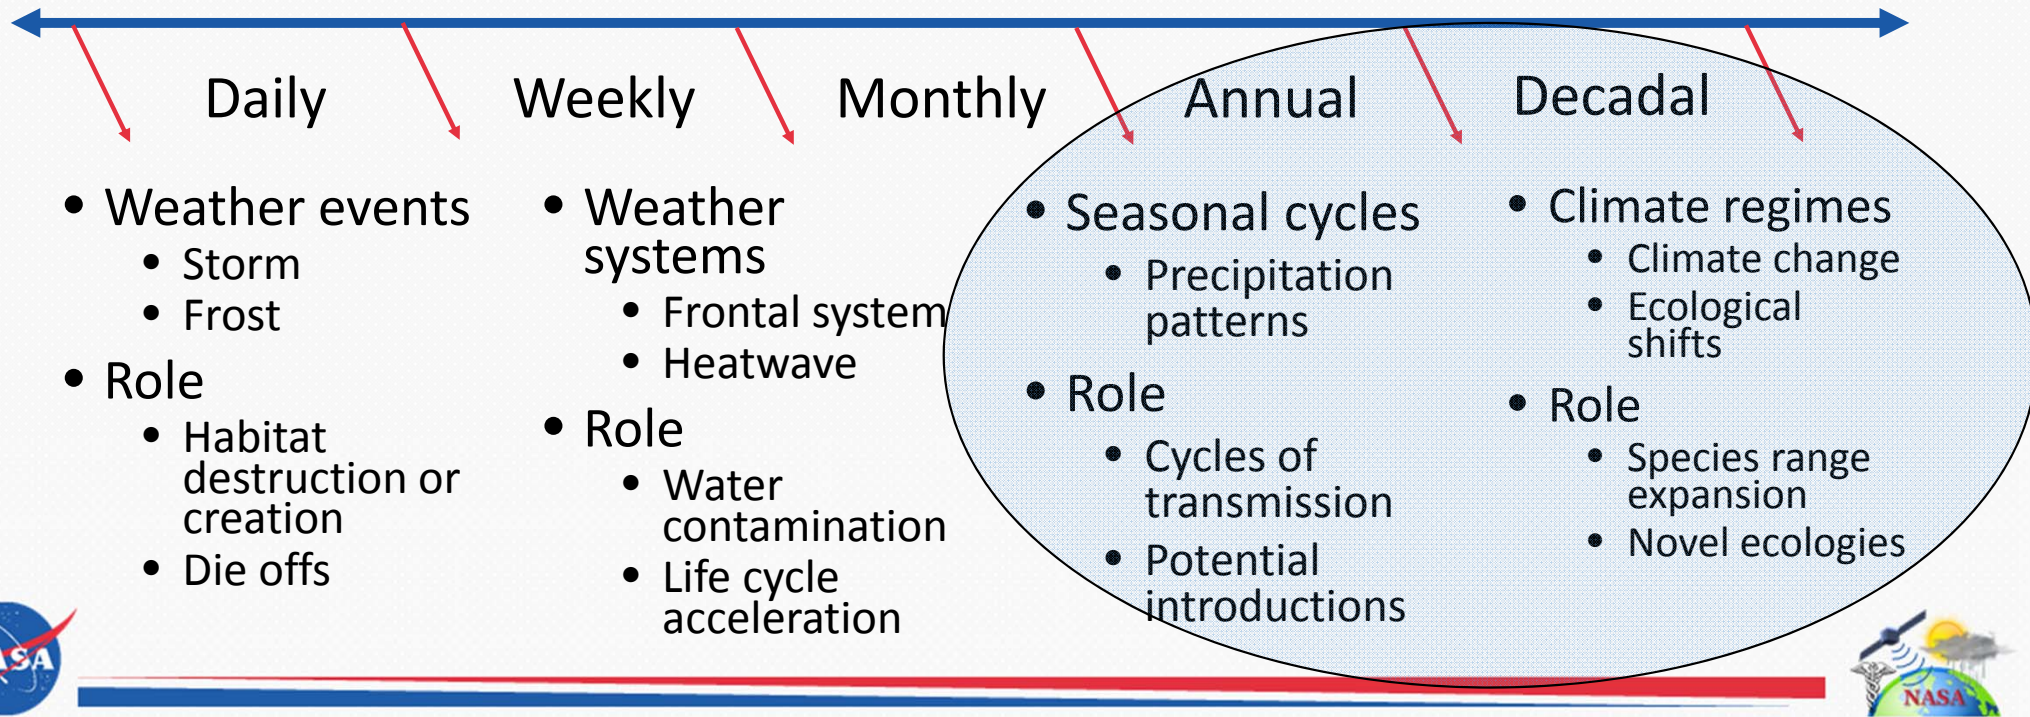 Daily Weekly Monthly Annual Decadal
• Weather events
• Storm
• Frost
• Role
• Habitat
destruction or
creation
• Die offs
• Weather
systems
• Frontal system
• Heatwave
• Role
• Water
contamination
• Life cycle
acceleration
• Seasonal cycles
• Precipitation
patterns
• Role
• Cycles of
transmission
• Potential
introductions
• Climate regimes
• Climate change
• Ecological
shifts
• Role
• Species range
expansion
• Novel ecologies
ASA
NASA